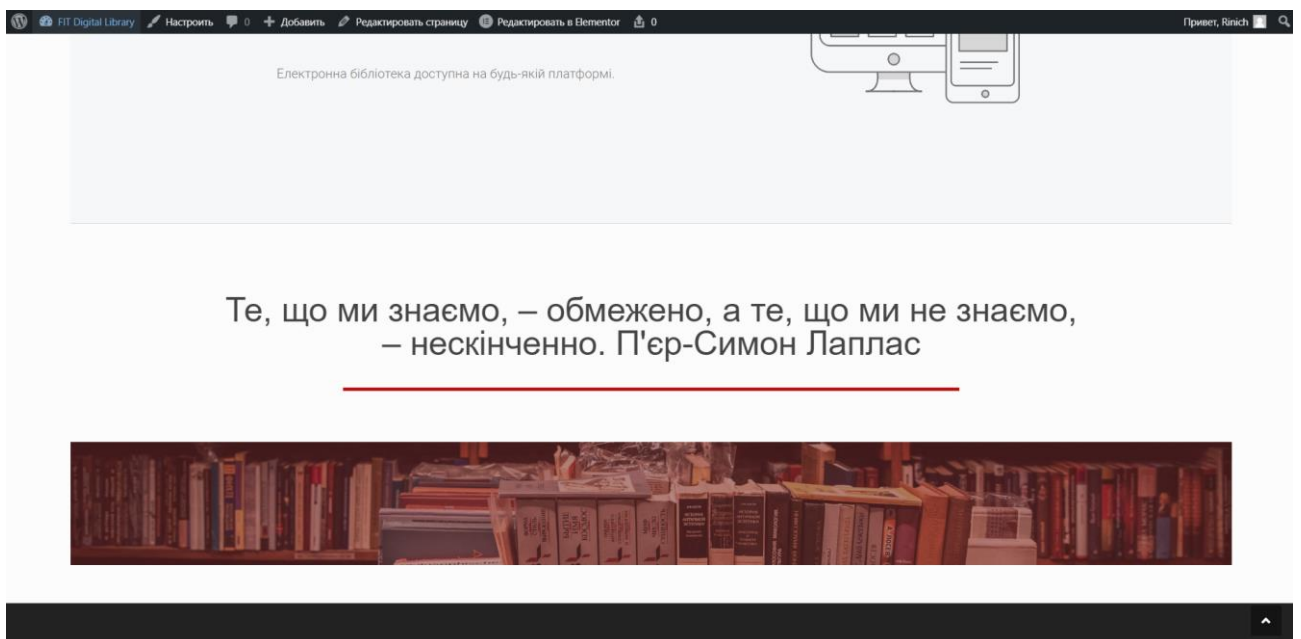 FIT Digital Library Настроить 0 Добавить Редактировать страницу Редактировать в Elementor 0 Привет, Rinich
Електронна бібліотека доступна на будь-якій платформі.
Те, що ми знаємо, – обмежено, а те, що ми не знаємо,
– нескінченно. П'єр-Симон Лаплас